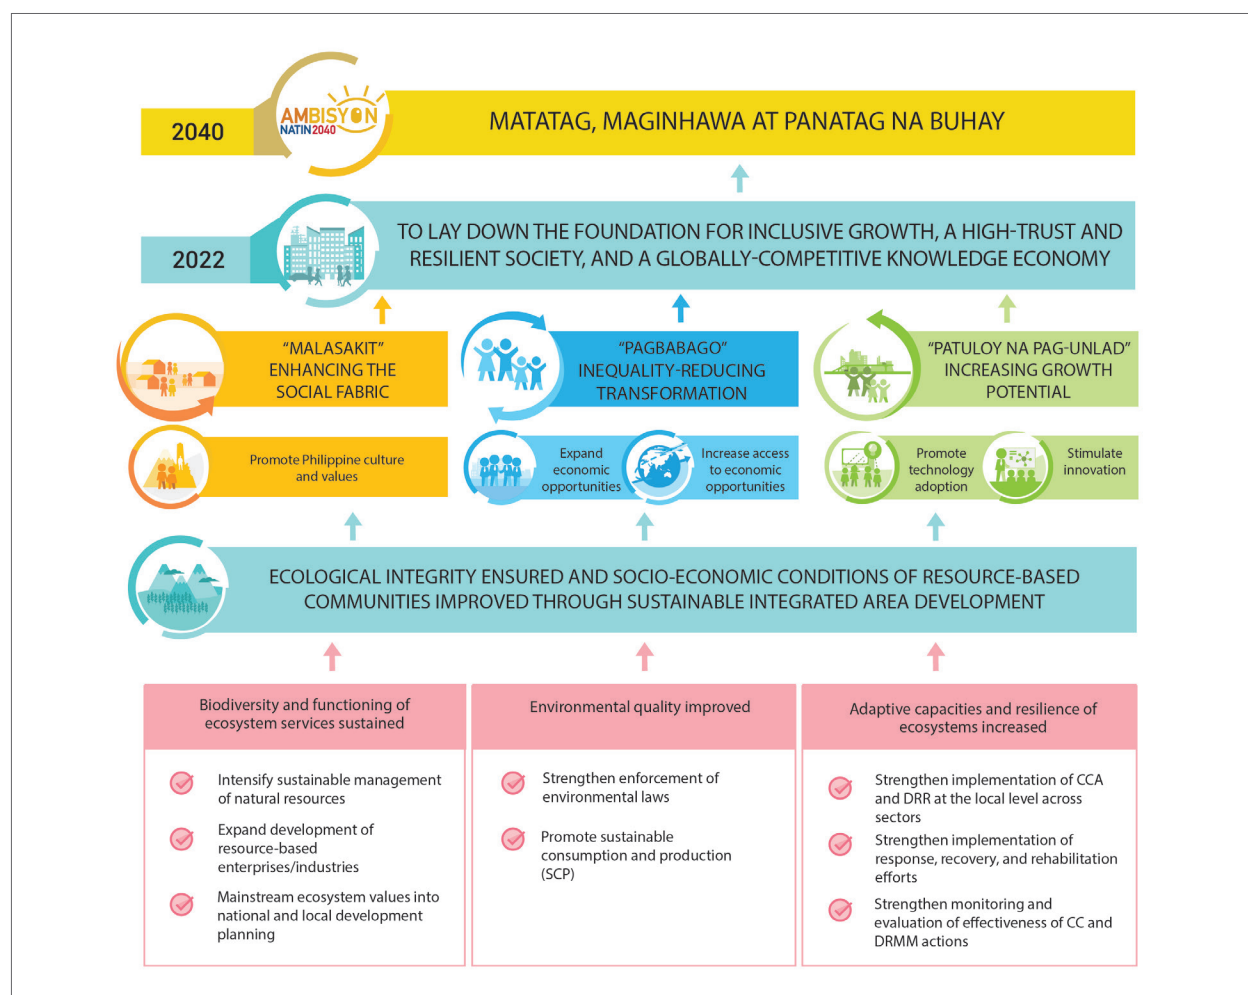 2040
AMBISYON
NATIN 2040
MATATAG, MAGINHAWA AT PANATAG NA BUHAY
2022
TO LAY DOWN THE FOUNDATION FOR INCLUSIVE GROWTH, A HIGH-TRUST AND
RESILIENT SOCIETY, AND A GLOBALLY-COMPETITIVE KNOWLEDGE ECONOMY
“MALASAKIT”
ENHANCING THE
SOCIAL FABRIC
“PAGBABAGO”
INEQUALITY-REDUCING
TRANSFORMATION
“PATULOY NA PAG-UNLAD”
INCREASING GROWTH
POTENTIAL
Promote Philippine culture
and values
Expand
economic
opportunities
Increase access
to economic
opportunities
Promote
technology
adoption
Stimulate
innovation
ECOLOGICAL INTEGRITY ENSURED AND SOCIO-ECONOMIC CONDITIONS OF RESOURCE-BASED
COMMUNITIES IMPROVED THROUGH SUSTAINABLE INTEGRATED AREA DEVELOPMENT
Biodiversity and functioning of
ecosystem services sustained
Intensify sustainable management
of natural resources
Expand development of
resource-based
enterprises/industries
Mainstream ecosystem values into
national and local development
planning
Environmental quality improved
Strengthen enforcement of
environmental laws
Promote sustainable
consumption and production
(SCP)
Adaptive capacities and resilience of
ecosystems increased
Strengthen implementation of CCA
and DRR at the local level across
sectors
Strengthen implementation of
response, recovery, and rehabilitation
efforts
Strengthen monitoring and
evaluation of effectiveness of CC and
DRMM actions